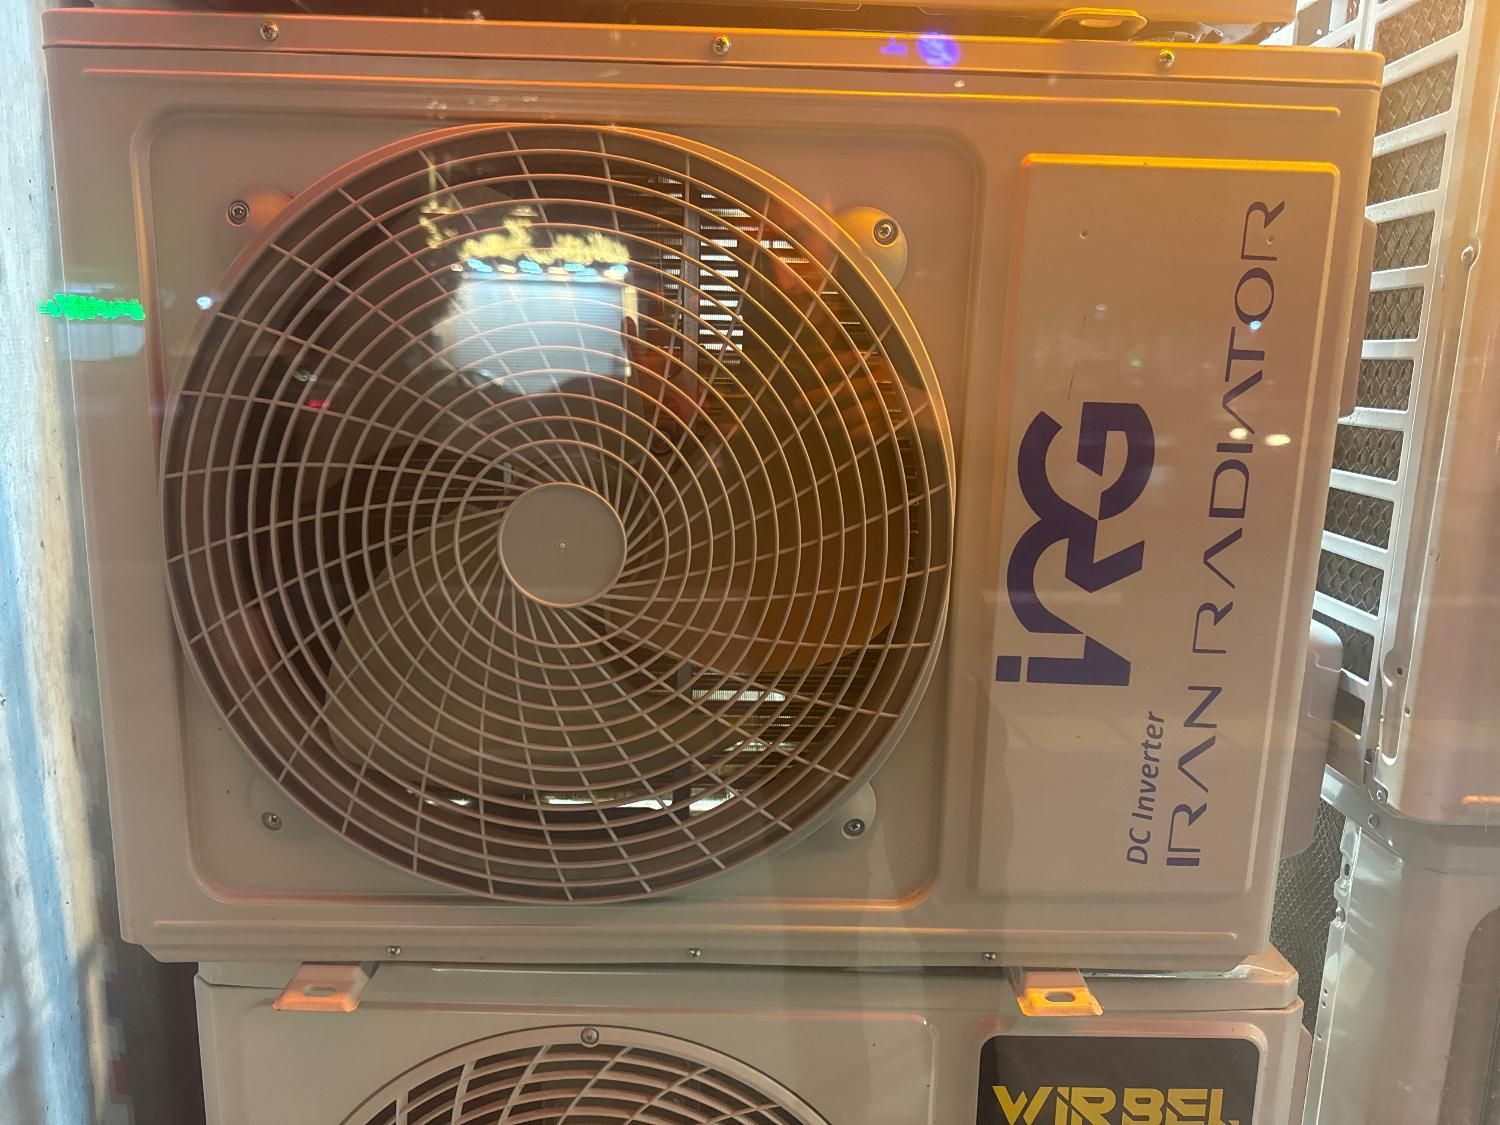 iRG
DC Inverter
IRAN RADIATOR
WIRBEL